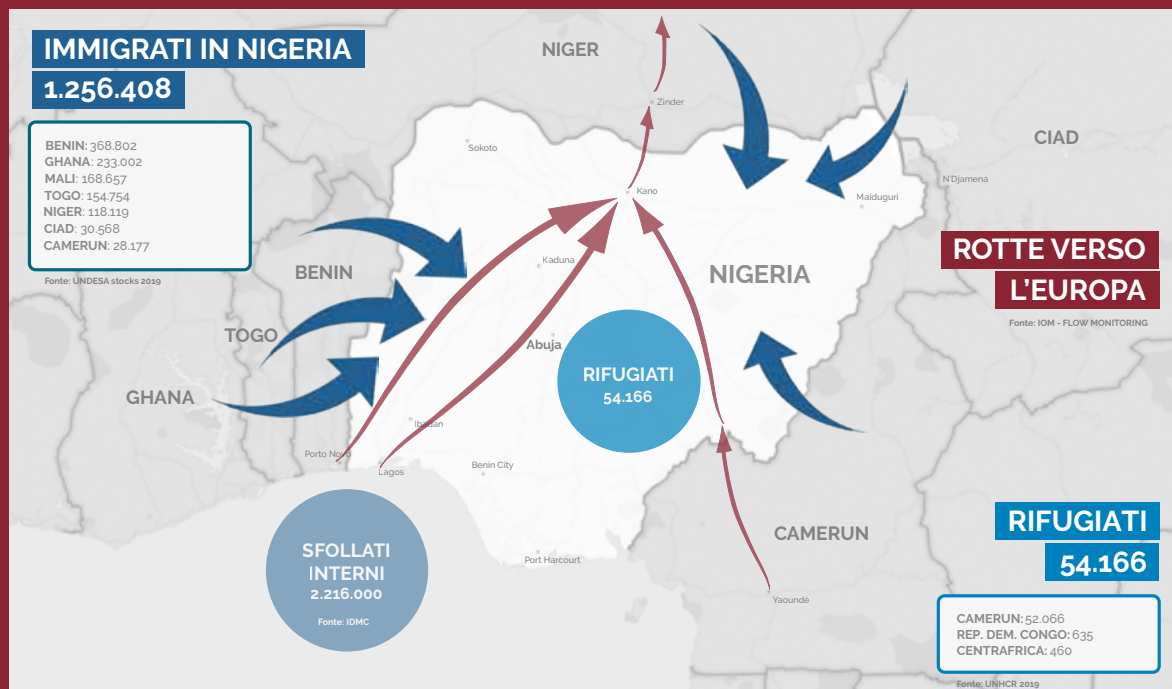 IMMIGRATI IN NIGERIA
1.256.408
BENIN: 368.802
GHANA: 233.002
MALI: 168.657
TOGO: 154.754
NIGER: 118.119
CIAD: 30.568
CAMERUN: 28.177
Fonte: UNDESA stocks 2019
NIGER
Zinder
CIAD
Sokoto
N'Djamena
Kano
Maiduguri
ROTTE VERSO
L'EUROPA
Fonte: IOM - FLOW MONITORING
Kaduna
BENIN
NIGERIA
TOGO
Abuja
GHANA
RIFUGIATI
54.166
Ibadan
Porto Novo
Lagos
Benin City
SFOLLATI
INTERNI
2.216.000
Fonte: IDMC
Port Harcourt
CAMERUN
Yaoundé
RIFUGIATI
54.166
CAMERUN: 52.066
REP. DEM. CONGO: 635
CENTRAFRICA: 460
Fonte: UNHCR 2019